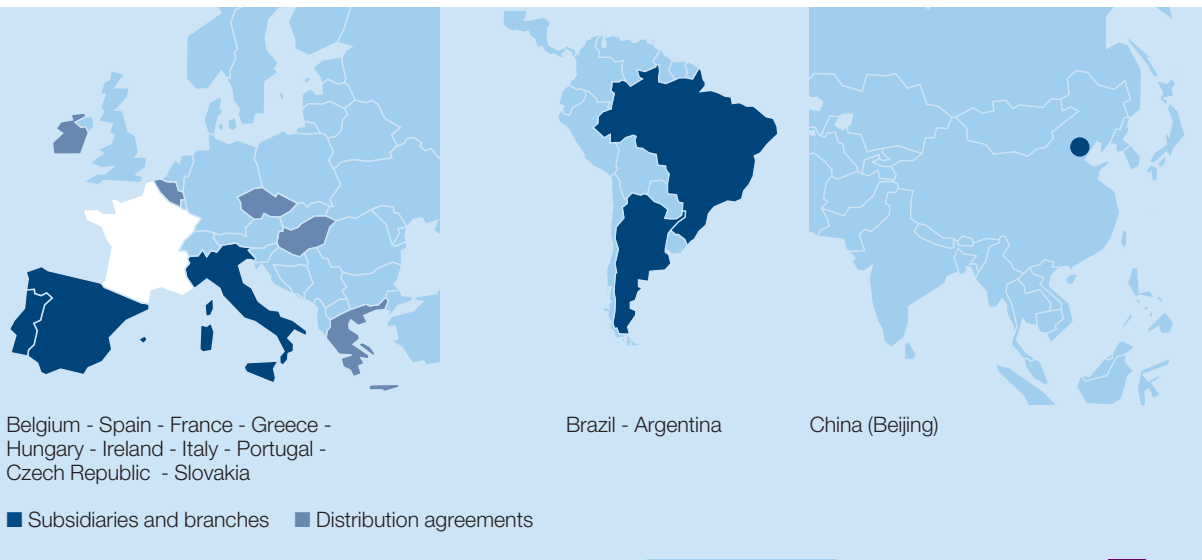 Belgium - Spain - France - Greece -
Hungary - Ireland - Italy - Portugal -
Czech Republic - Slovakia
Brazil - Argentina
China (Beijing)
Subsidiaries and branches
Distribution agreements